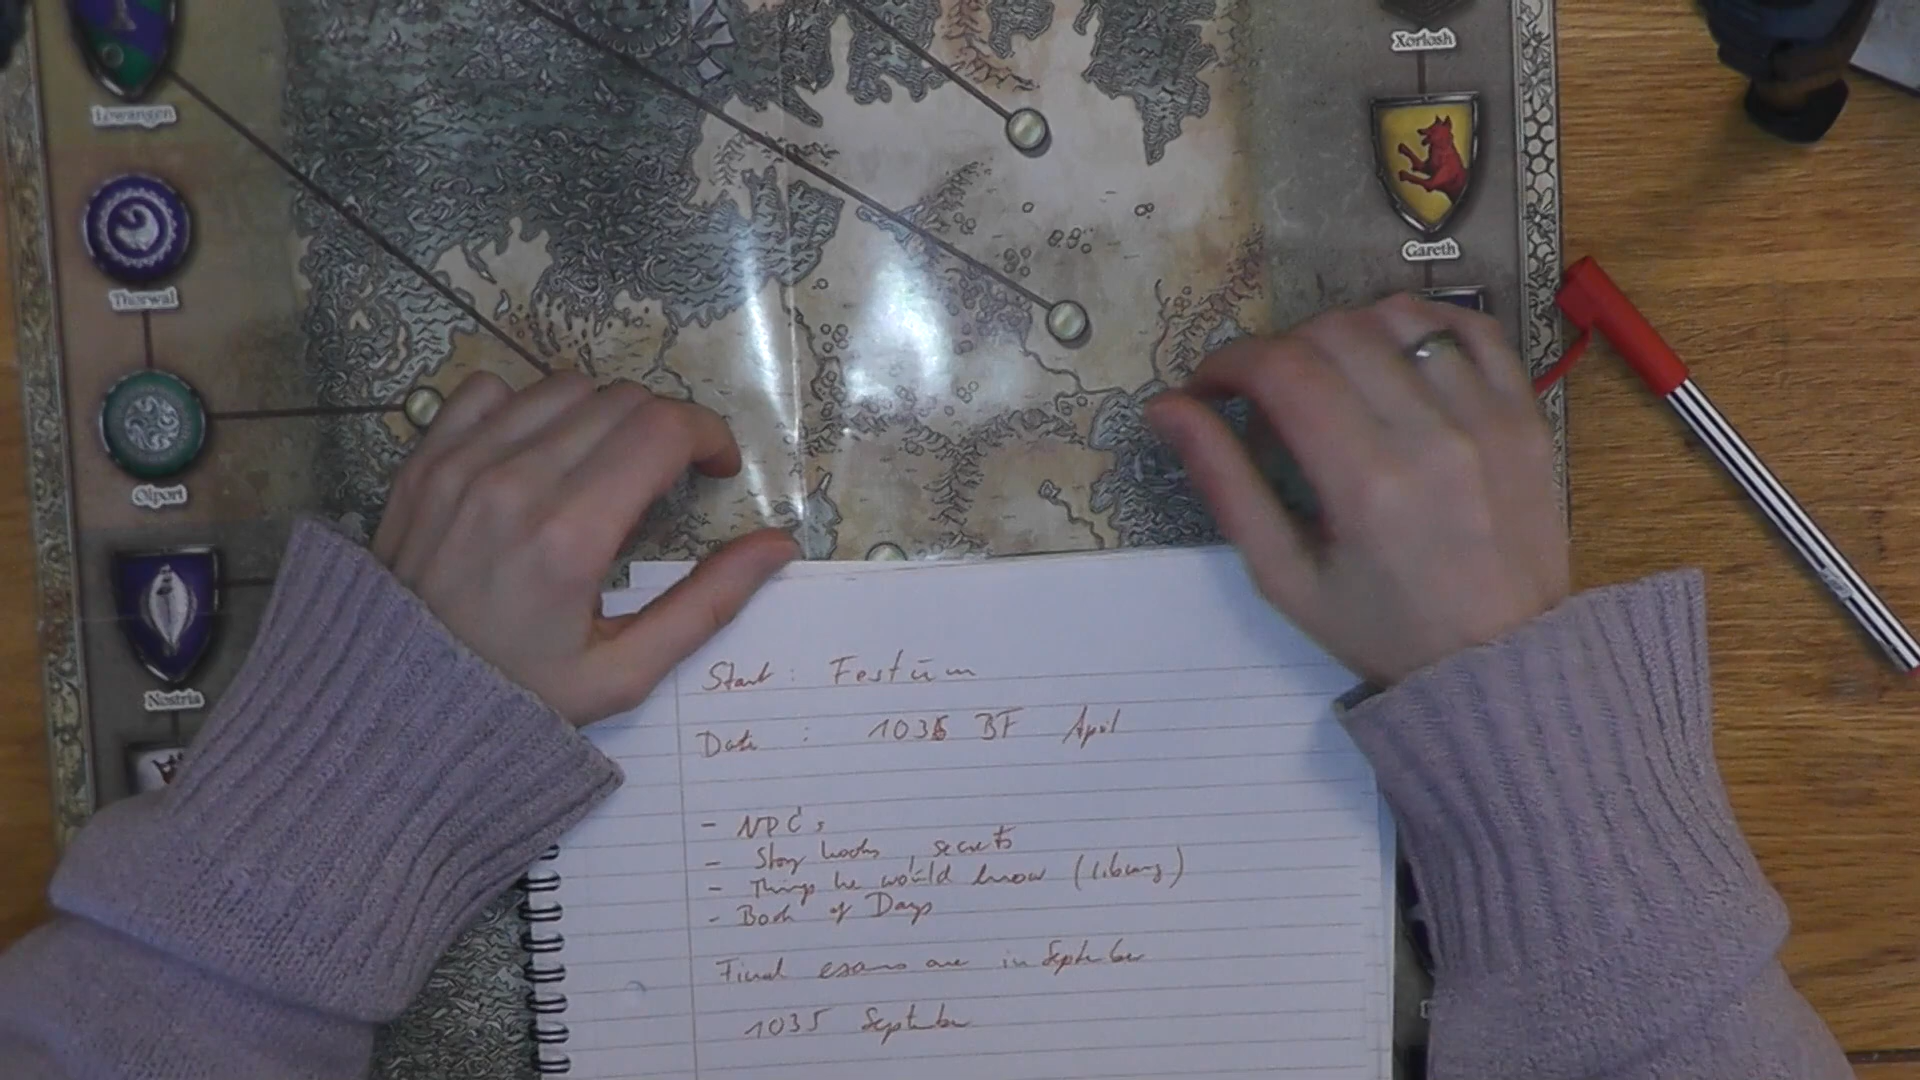 Lowangen
Thorwal
Olport
Nostria
Xorlosh
Gareth
Start : Festum
Date : 1036 BF April
- NPC's
- Story hooks, secrets
- Things he would know (library)
- Book of Days
Final exams are in September
1035 September